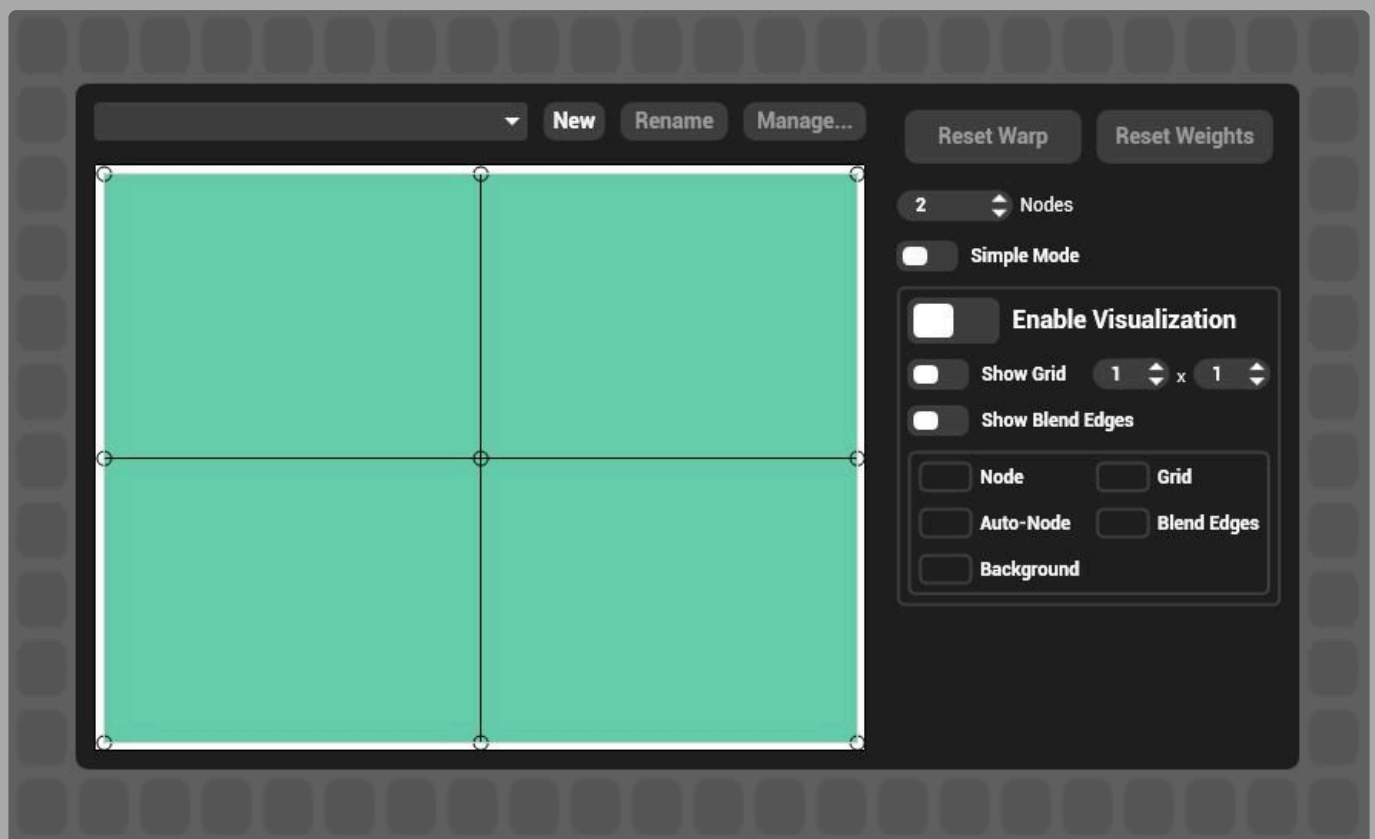 New Rename Manage...
Reset Warp Reset Weights
2 Nodes
Simple Mode
Enable Visualization
Show Grid 1 x 1
Show Blend Edges
Node Grid
Auto-Node Blend Edges
Background